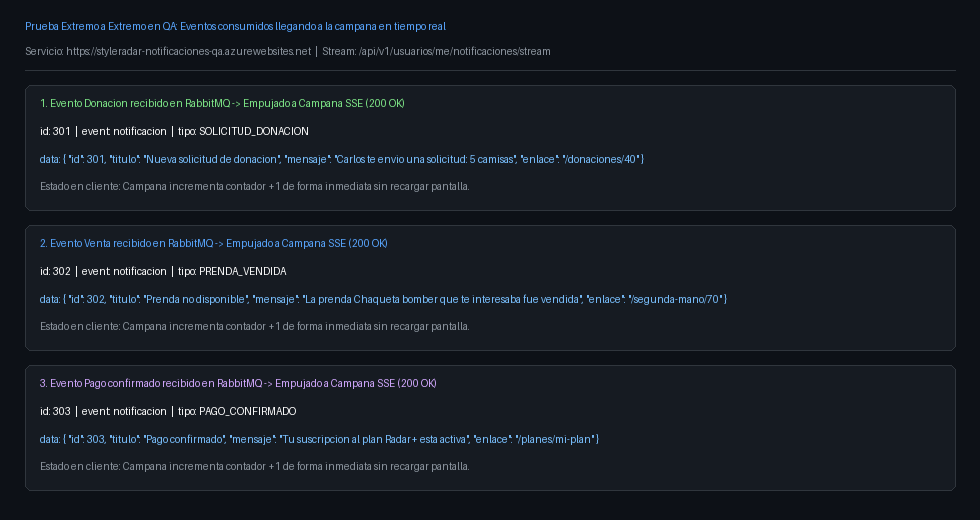 Prueba Extremo a Extremo en QA: Eventos consumidos llegando a la campana en tiempo real
Servicio: https://styleradar-notificaciones-qa.azurewebsites.net | Stream: /api/v1/usuarios/me/notificaciones/stream
1. Evento Donacion recibido en RabbitMQ -> Empujado a Campana SSE (200 OK)
id: 301 | event: notificacion | tipo: SOLICITUD_DONACION
data: { "id": 301, "titulo": "Nueva solicitud de donacion", "mensaje": "Carlos te envio una solicitud: 5 camisas", "enlace": "/donaciones/40" }
Estado en cliente: Campana incrementa contador +1 de forma inmediata sin recargar pantalla.
2. Evento Venta recibido en RabbitMQ -> Empujado a Campana SSE (200 OK)
id: 302 | event: notificacion | tipo: PRENDA_VENDIDA
data: { "id": 302, "titulo": "Prenda no disponible", "mensaje": "La prenda Chaqueta bomber que te interesaba fue vendida", "enlace": "/segunda-mano/70" }
Estado en cliente: Campana incrementa contador +1 de forma inmediata sin recargar pantalla.
3. Evento Pago confirmado recibido en RabbitMQ -> Empujado a Campana SSE (200 OK)
id: 303 | event: notificacion | tipo: PAGO_CONFIRMADO
data: { "id": 303, "titulo": "Pago confirmado", "mensaje": "Tu suscripcion al plan Radar+ esta activa", "enlace": "/planes/mi-plan" }
Estado en cliente: Campana incrementa contador +1 de forma inmediata sin recargar pantalla.